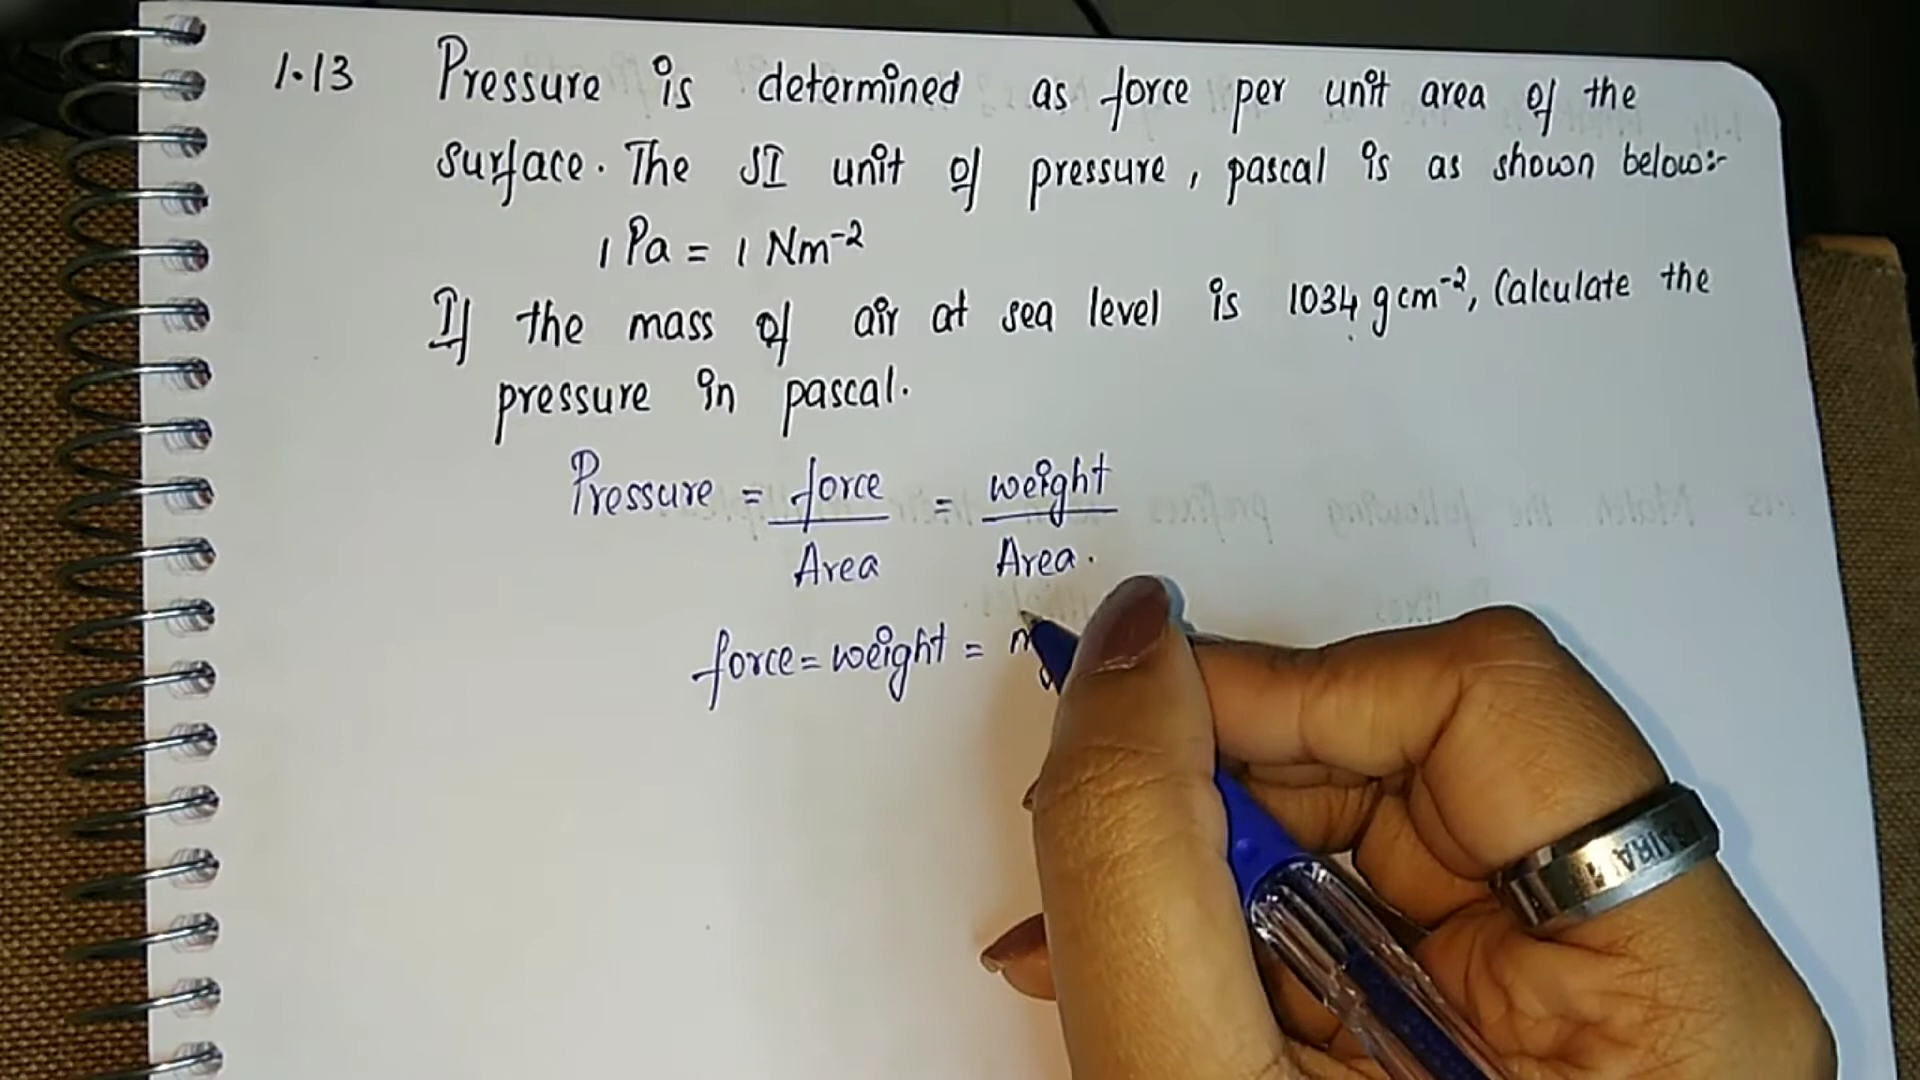 1.13 Pressure is determined as force per unit area of the
surface. The SI unit of pressure, pascal is as shown below:-
1 Pa = 1 Nm⁻²
If the mass of air at sea level is 1034 g cm⁻², Calculate the
pressure in pascal.
Pressure = force / Area = weight / Area.
force = weight =